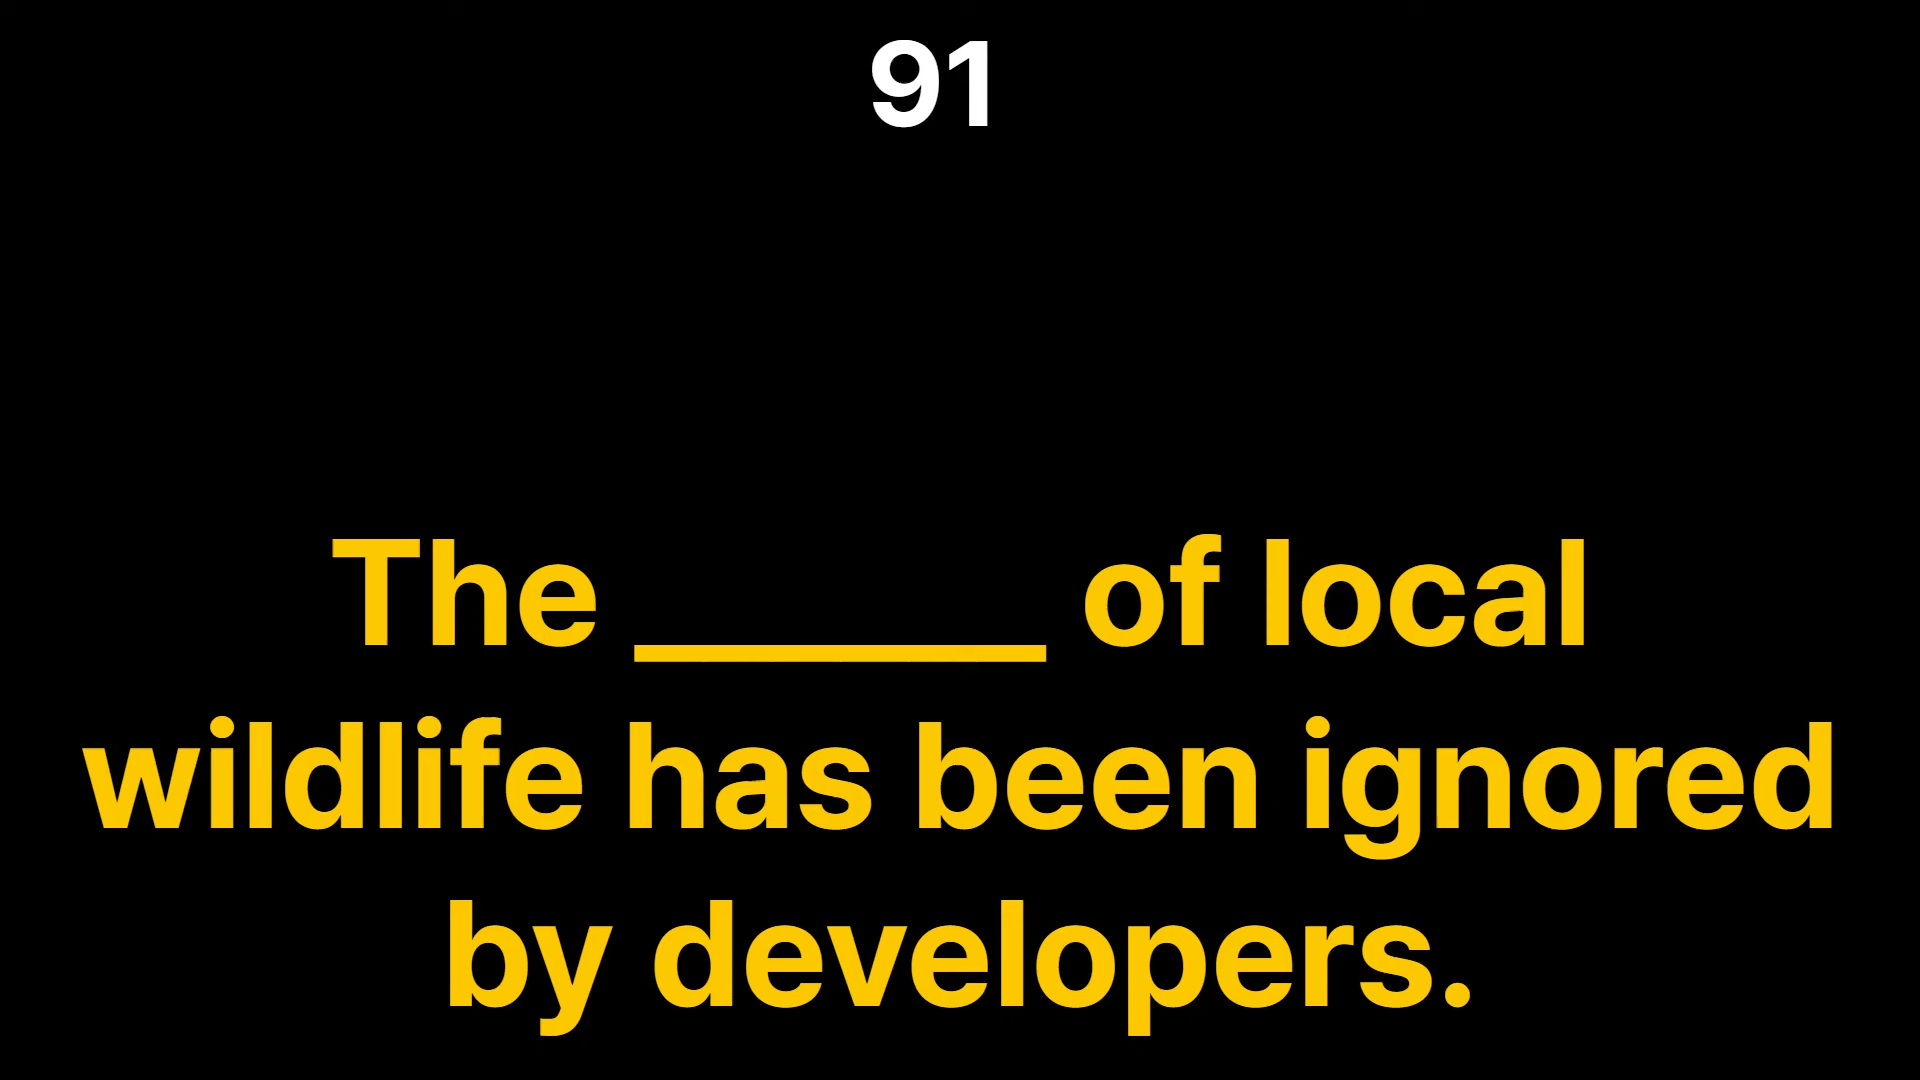 91
The ______ of local
wildlife has been ignored
by developers.